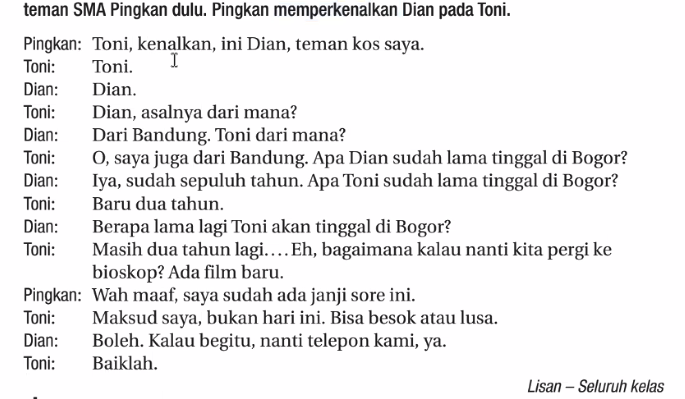 teman SMA Pingkan dulu. Pingkan memperkenalkan Dian pada Toni.
Pingkan: Toni, kenalkan, ini Dian, teman kos saya.
Toni: Toni.
Dian: Dian.
Toni: Dian, asalnya dari mana?
Dian: Dari Bandung. Toni dari mana?
Toni: O, saya juga dari Bandung. Apa Dian sudah lama tinggal di Bogor?
Dian: Iya, sudah sepuluh tahun. Apa Toni sudah lama tinggal di Bogor?
Toni: Baru dua tahun.
Dian: Berapa lama lagi Toni akan tinggal di Bogor?
Toni: Masih dua tahun lagi.... Eh, bagaimana kalau nanti kita pergi ke
bioskop? Ada film baru.
Pingkan: Wah maaf, saya sudah ada janji sore ini.
Toni: Maksud saya, bukan hari ini. Bisa besok atau lusa.
Dian: Boleh. Kalau begitu, nanti telepon kami, ya.
Toni: Baiklah.
Lisan – Seluruh kelas